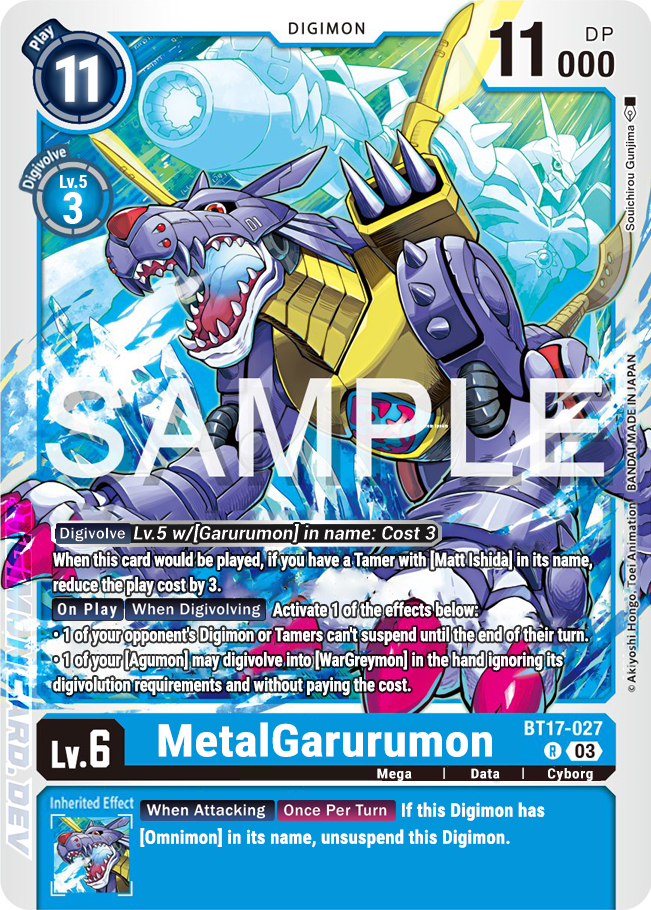 DIGIMON
Play
11
11000
DP
Digivolve
Lv.5
3
D1
Souichirou Gunjima
SAMPLE
© Akiyoshi Hongo, Toei Animation BANDAI MADE IN JAPAN
Digivolve Lv.5 w/[Garurumon] in name: Cost 3
When this card would be played, if you have a Tamer with [Matt Ishida] in its name,
reduce the play cost by 3.
On Play When Digivolving Activate 1 of the effects below:
• 1 of your opponent's Digimon or Tamers can't suspend until the end of their turn.
• 1 of your [Agumon] may digivolve into [WarGreymon] in the hand ignoring its
digivolution requirements and without paying the cost.
Lv.6
MetalGarurumon
BT17-027
R 03
Mega | Data | Cyborg
Inherited Effect
When Attacking Once Per Turn If this Digimon has
[Omnimon] in its name, unsuspend this Digimon.